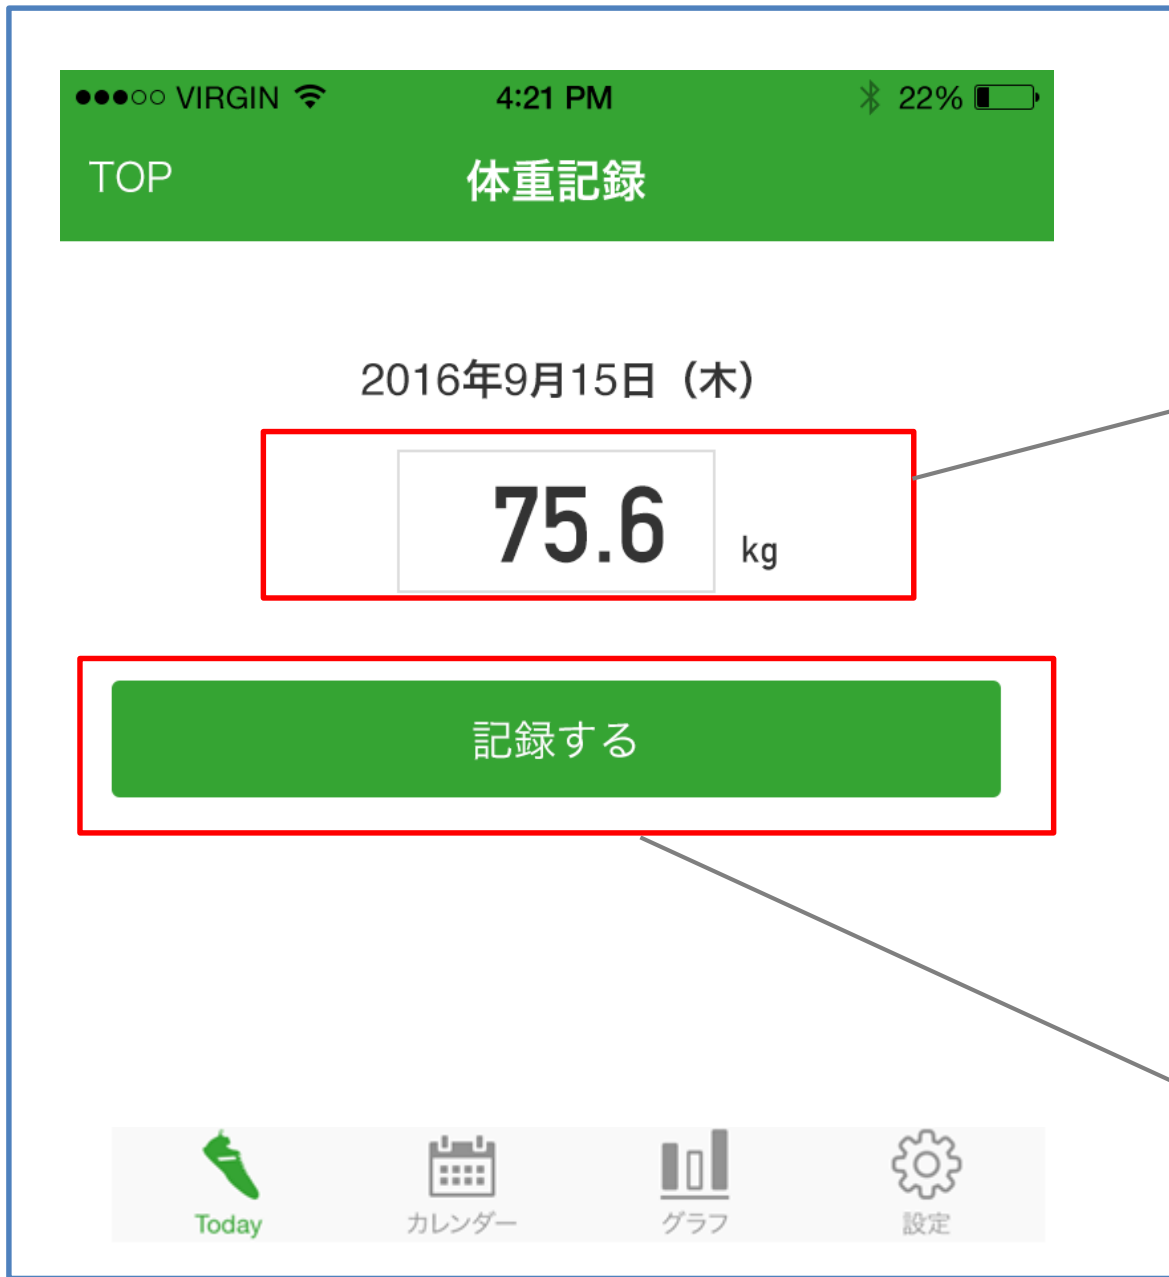 ●●●○○ VIRGIN 4:21 PM 22%
TOP 体重記録
2016年9月15日（木）
75.6 kg
記録する
Today カレンダー グラフ 設定